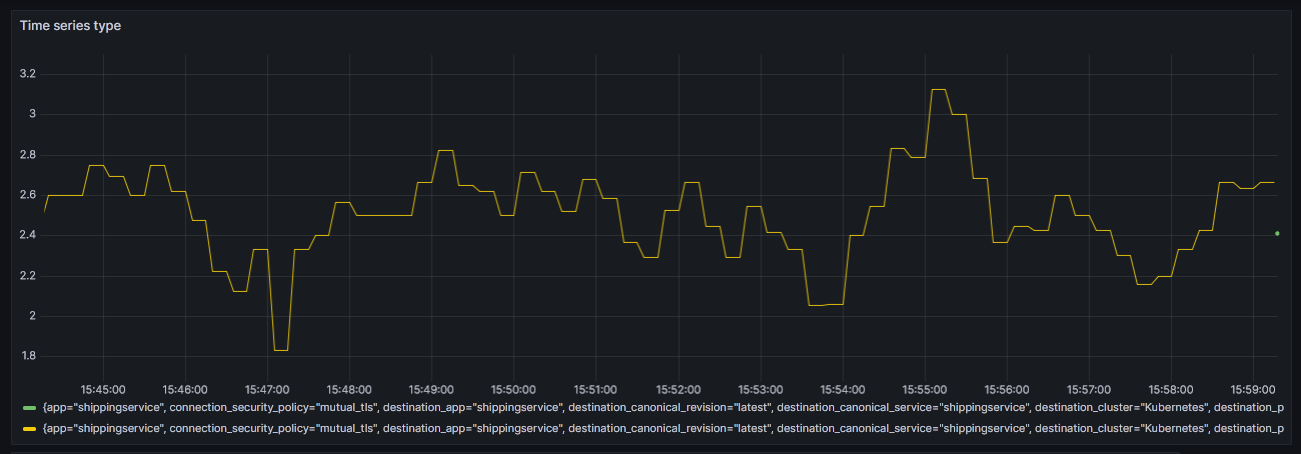 Time series type
3.2
3
2.8
2.6
2.4
2.2
2
1.8
15:45:00 15:46:00 15:47:00 15:48:00 15:49:00 15:50:00 15:51:00 15:52:00 15:53:00 15:54:00 15:55:00 15:56:00 15:57:00 15:58:00 15:59:00
{app="shippingservice", connection_security_policy="mutual_tls", destination_app="shippingservice", destination_canonical_revision="latest", destination_canonical_service="shippingservice", destination_cluster="Kubernetes", destination_p
{app="shippingservice", connection_security_policy="mutual_tls", destination_app="shippingservice", destination_canonical_revision="latest", destination_canonical_service="shippingservice", destination_cluster="Kubernetes", destination_p